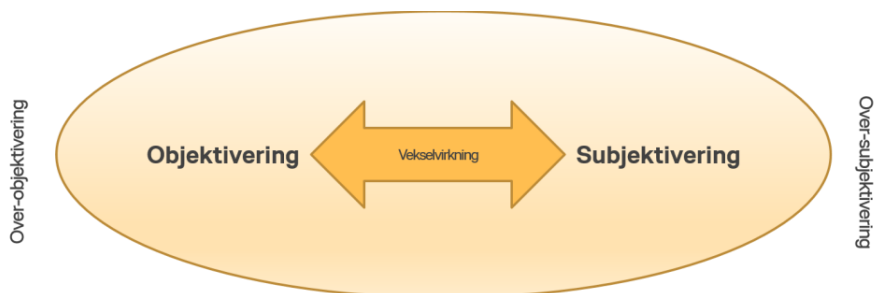 Over-objektivering
Objektivering
Vekselvirkning
Subjektivering
Over-subjektivering